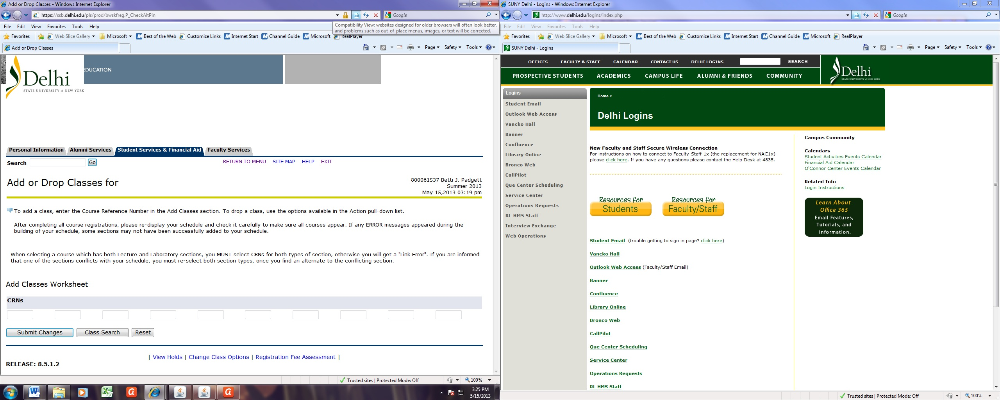 Add or Drop Classes - Windows Internet Explorer
https://ssb.delhi.edu/pls/prod/bwskfreg.P_CheckAltPin
Google
File Edit View Favorites Tools Help
Compatibility View: websites designed for older browsers will often look better,
and problems such as out-of-place menus, images, or text will be corrected.
Favorites Web Slice Gallery Microsoft Best of the Web Customize Links Internet Start Channel Guide Microsoft RealPlayer
Add or Drop Classes
Page Safety Tools
EDUCATION
Delhi
STATE UNIVERSITY of NEW YORK
Personal Information Alumni Services Student Services & Financial Aid Faculty Services
Search Go RETURN TO MENU SITE MAP HELP EXIT
Add or Drop Classes for
800061537 Betti J. Padgett
Summer 2013
May 15,2013 03:19 pm
To add a class, enter the Course Reference Number in the Add Classes section. To drop a class, use the options available in the Action pull-down list.
After completing all course registrations, please re-display your schedule and check it carefully to make sure all courses appear. If any ERROR messages appeared during the
building of your schedule, some sections may not have been successfully added to your schedule.
When selecting a course which has both Lecture and Laboratory sections, you MUST select CRNs for both types of section, otherwise you will get a "Link Error". If you are informed
that one of the sections conflicts with your schedule, you must re-select both section types, once you find an alternate to the conflicting section.
Add Classes Worksheet
CRNs
Submit Changes Class Search Reset
[ View Holds | Change Class Options | Registration Fee Assessment ]
RELEASE: 8.5.1.2
Trusted sites | Protected Mode: Off 100%
3:25 PM
5/15/2013
SUNY Delhi - Logins - Windows Internet Explorer
http://www.delhi.edu/logins/index.php
Google
File Edit View Favorites Tools Help
Favorites Web Slice Gallery Microsoft Best of the Web Customize Links Internet Start Channel Guide Microsoft RealPlayer
SUNY Delhi - Logins
Page Safety Tools
OFFICES FACULTY & STAFF CALENDAR CONTACT US DELHI LOGINS SEARCH
PROSPECTIVE STUDENTS ACADEMICS CAMPUS LIFE ALUMNI & FRIENDS COMMUNITY
Delhi
STATE UNIVERSITY of NEW YORK
Logins
Student Email
Outlook Web Access
Vancko Hall
Banner
Confluence
Library Online
Bronco Web
CallPilot
Que Center Scheduling
Service Center
Operations Requests
RL HMS Staff
Interview Exchange
Web Operations
Home >
Delhi Logins
New Faculty and Staff Secure Wireless Connection
For instructions on how to connect to Faculty-Staff-1x (the replacement for NAC1x)
please click here. If you have any questions please contact the Help Desk at 4835.
Resources for
Students
Resources for
Faculty/Staff
Student Email (trouble getting to sign in page? click here)
Vancko Hall
Outlook Web Access (Faculty/Staff Email)
Banner
Confluence
Library Online
Bronco Web
CallPilot
Que Center Scheduling
Service Center
Operations Requests
RL HMS Staff
Campus Community
Calendars
Student Activities Events Calendar
Financial Aid Calendar
O'Connor Center Events Calendar
Related Info
Login Instructions
Learn About
Office 365
Email Features,
Tutorials, and
Information.
Trusted sites | Protected Mode: Off 100%